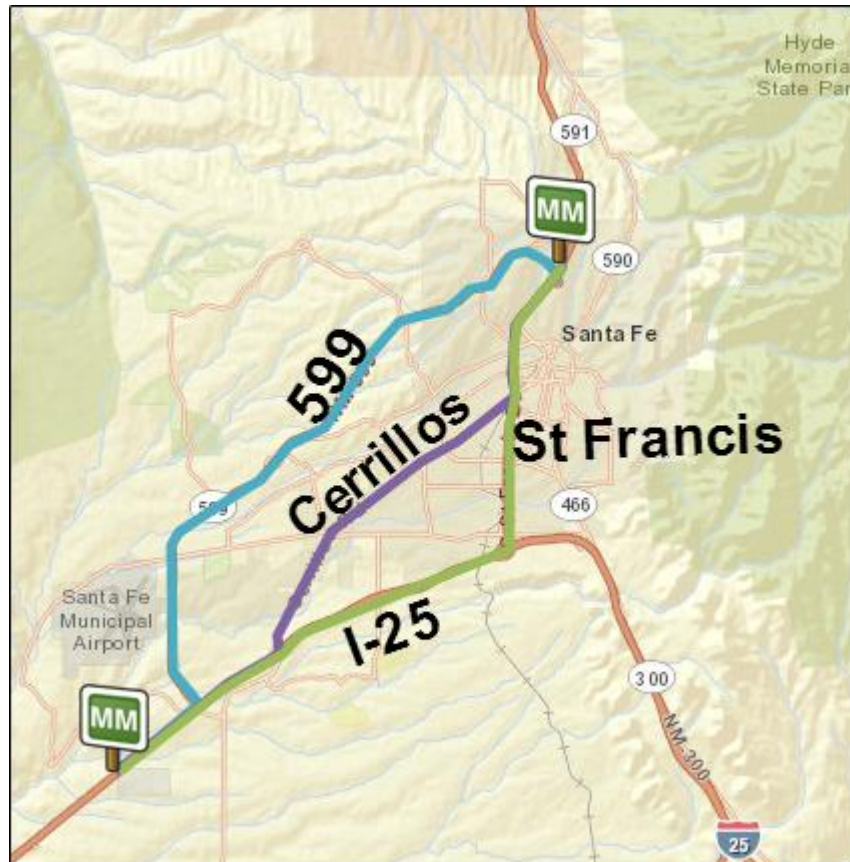 Hyde
Memoria
State Par
591
MM
590
Santa Fe
599
Cerrillos
St Francis
599
466
Santa Fe
Municipal
Airport
I-25
300
MM
NM-300
25